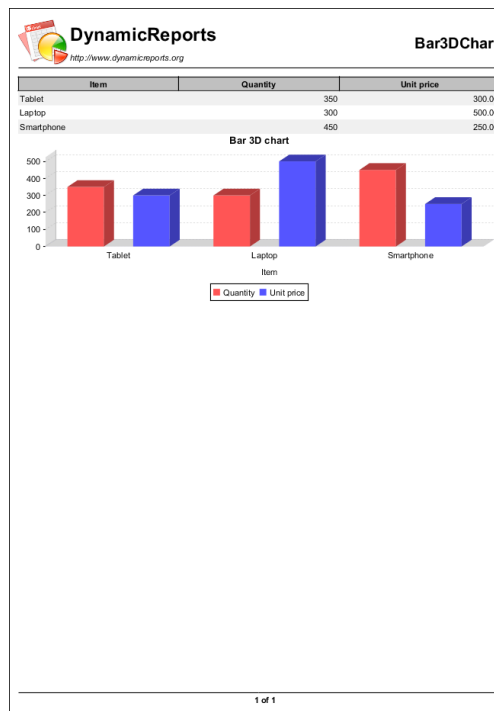 DynamicReports
http://www.dynamicreports.org
Bar3DChar
Item Quantity Unit price
Tablet 350 300.0
Laptop 300 500.0
Smartphone 450 250.0
Bar 3D chart
500
400
300
200
100
0
Tablet Laptop Smartphone
Item
Quantity Unit price
1 of 1